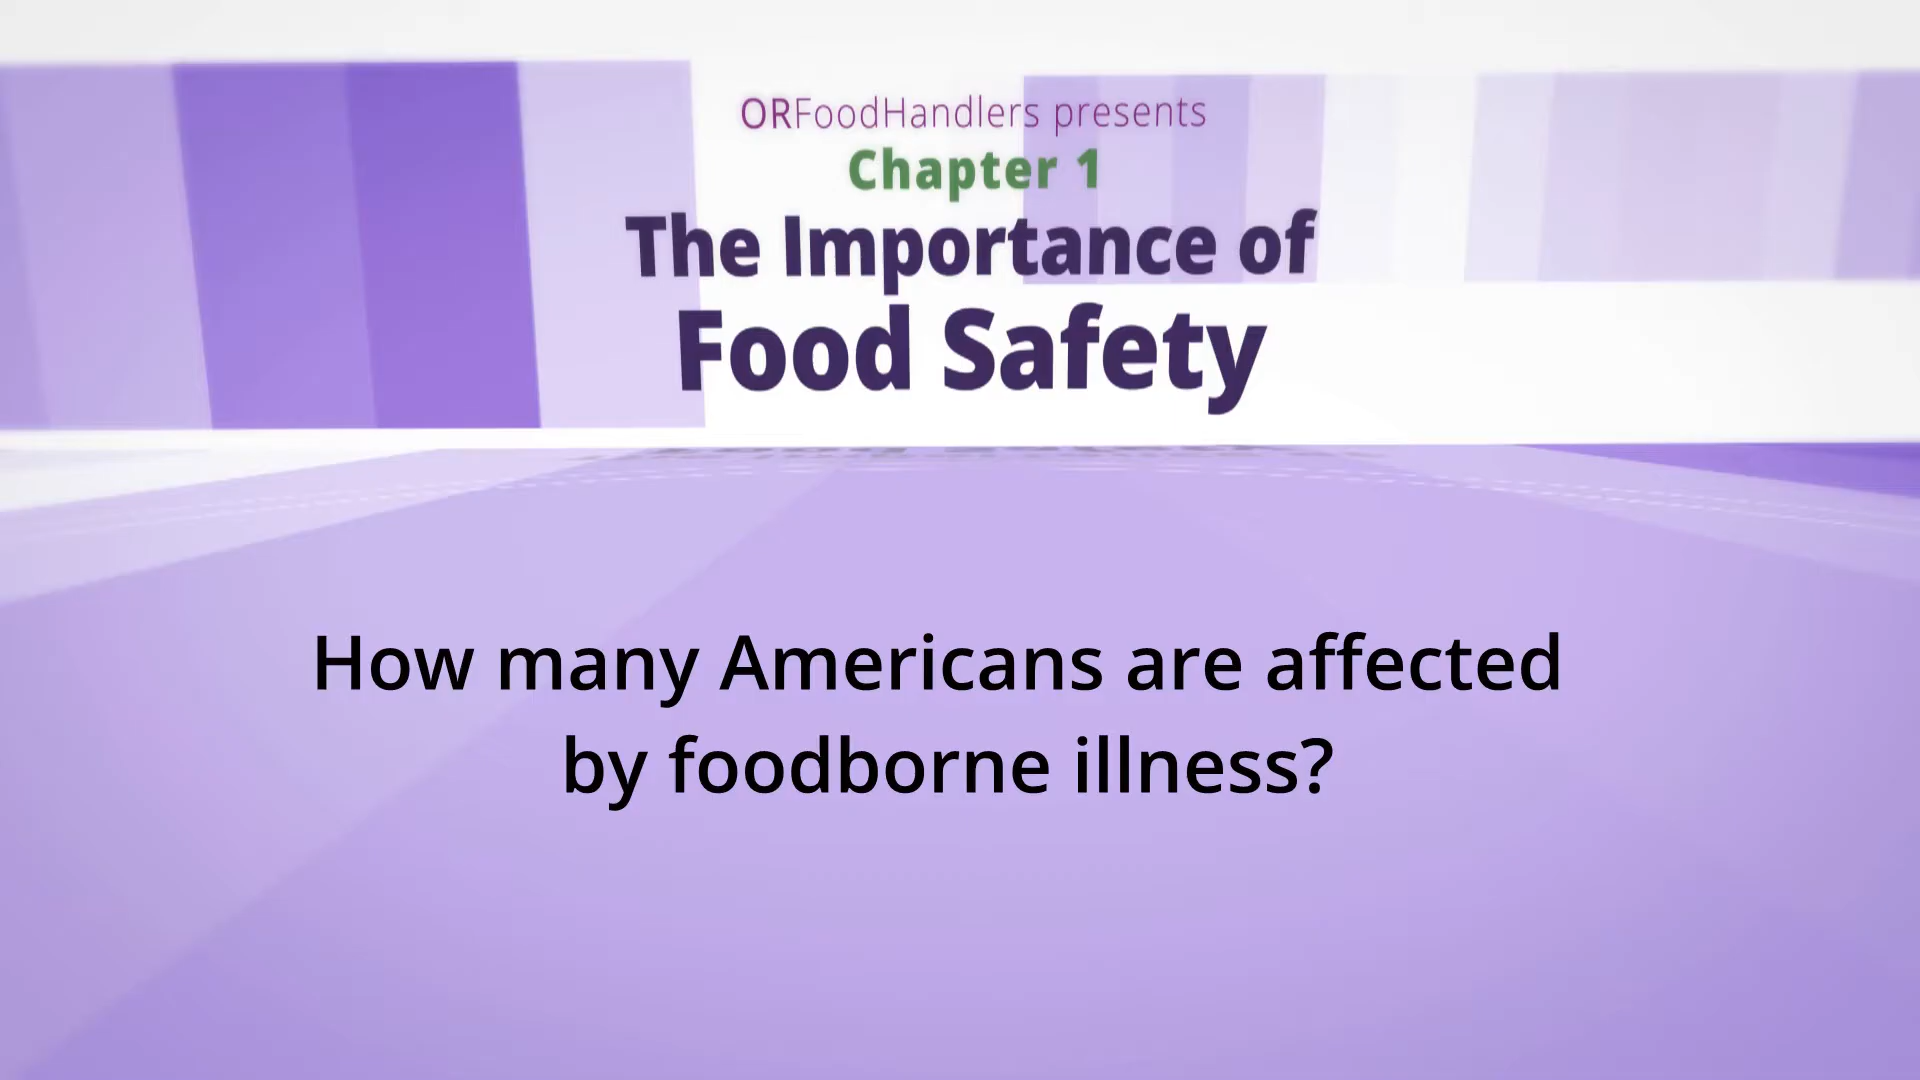 ORFoodHandlers presents
Chapter 1
The Importance of
Food Safety
How many Americans are affected
by foodborne illness?